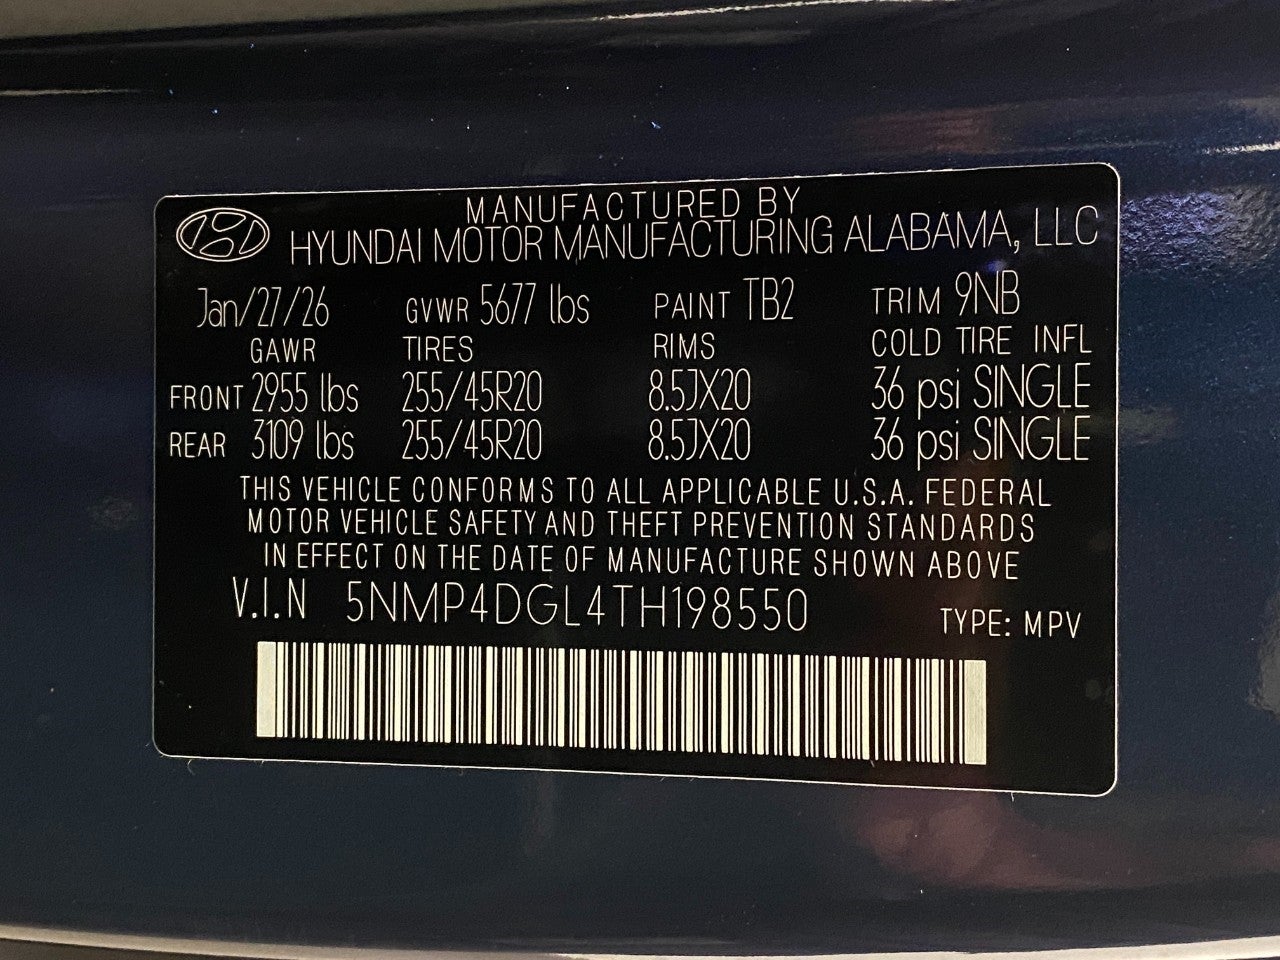 MANUFACTURED BY
HYUNDAI MOTOR MANUFACTURING ALABAMA, LLC
Jan/27/26 GVWR 5677 lbs PAINT TB2 TRIM 9NB
GAWR TIRES RIMS COLD TIRE INFL
FRONT 2955 lbs 255/45R20 8.5JX20 36 psi SINGLE
REAR 3109 lbs 255/45R20 8.5JX20 36 psi SINGLE
THIS VEHICLE CONFORMS TO ALL APPLICABLE U.S.A. FEDERAL
MOTOR VEHICLE SAFETY AND THEFT PREVENTION STANDARDS
IN EFFECT ON THE DATE OF MANUFACTURE SHOWN ABOVE
V.I.N 5NMP4DGL4TH198550 TYPE: MPV